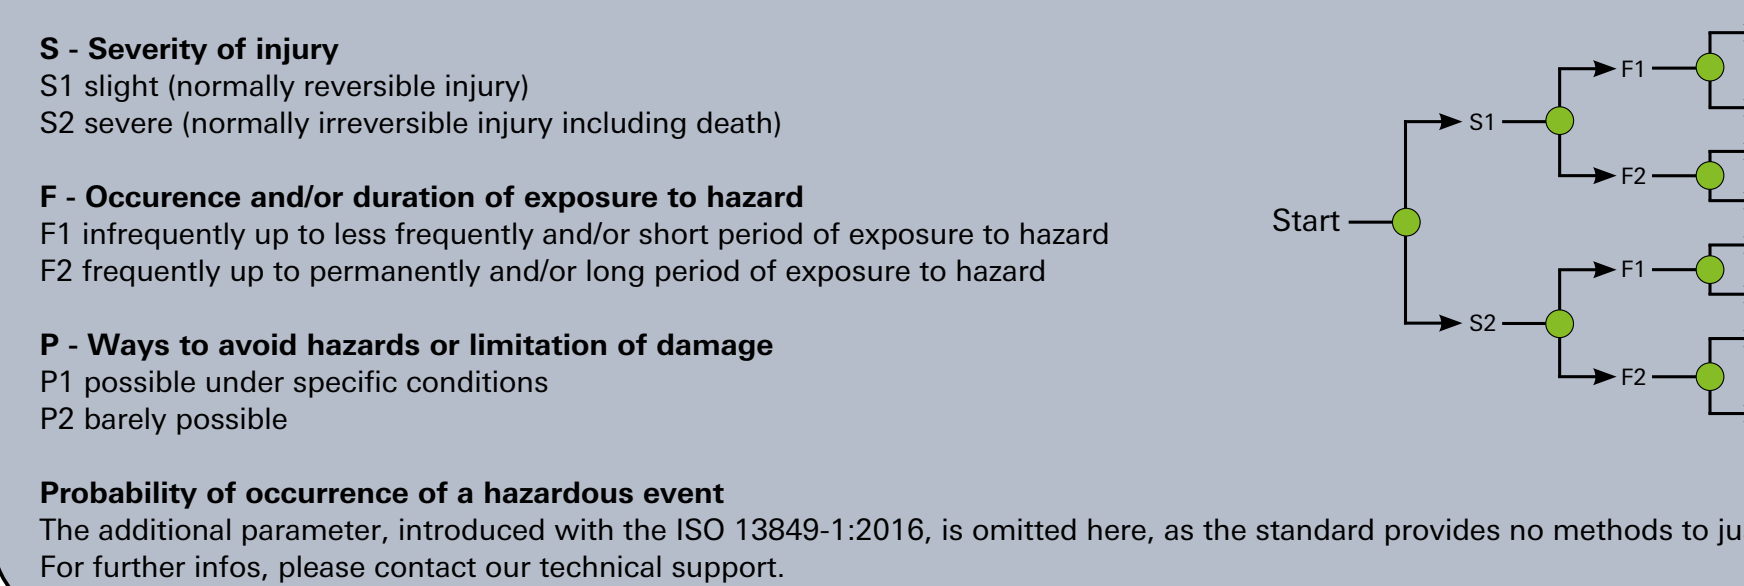 S - Severity of injury
S1 slight (normally reversible injury)
S2 severe (normally irreversible injury including death)
F - Occurence and/or duration of exposure to hazard
F1 infrequently up to less frequently and/or short period of exposure to hazard
F2 frequently up to permanently and/or long period of exposure to hazard
P - Ways to avoid hazards or limitation of damage
P1 possible under specific conditions
P2 barely possible
Probability of occurrence of a hazardous event
The additional parameter, introduced with the ISO 13849-1:2016, is omitted here, as the standard provides no methods to
For further infos, please contact our technical support.
Start
S1
F1
F2
S2
F1
F2